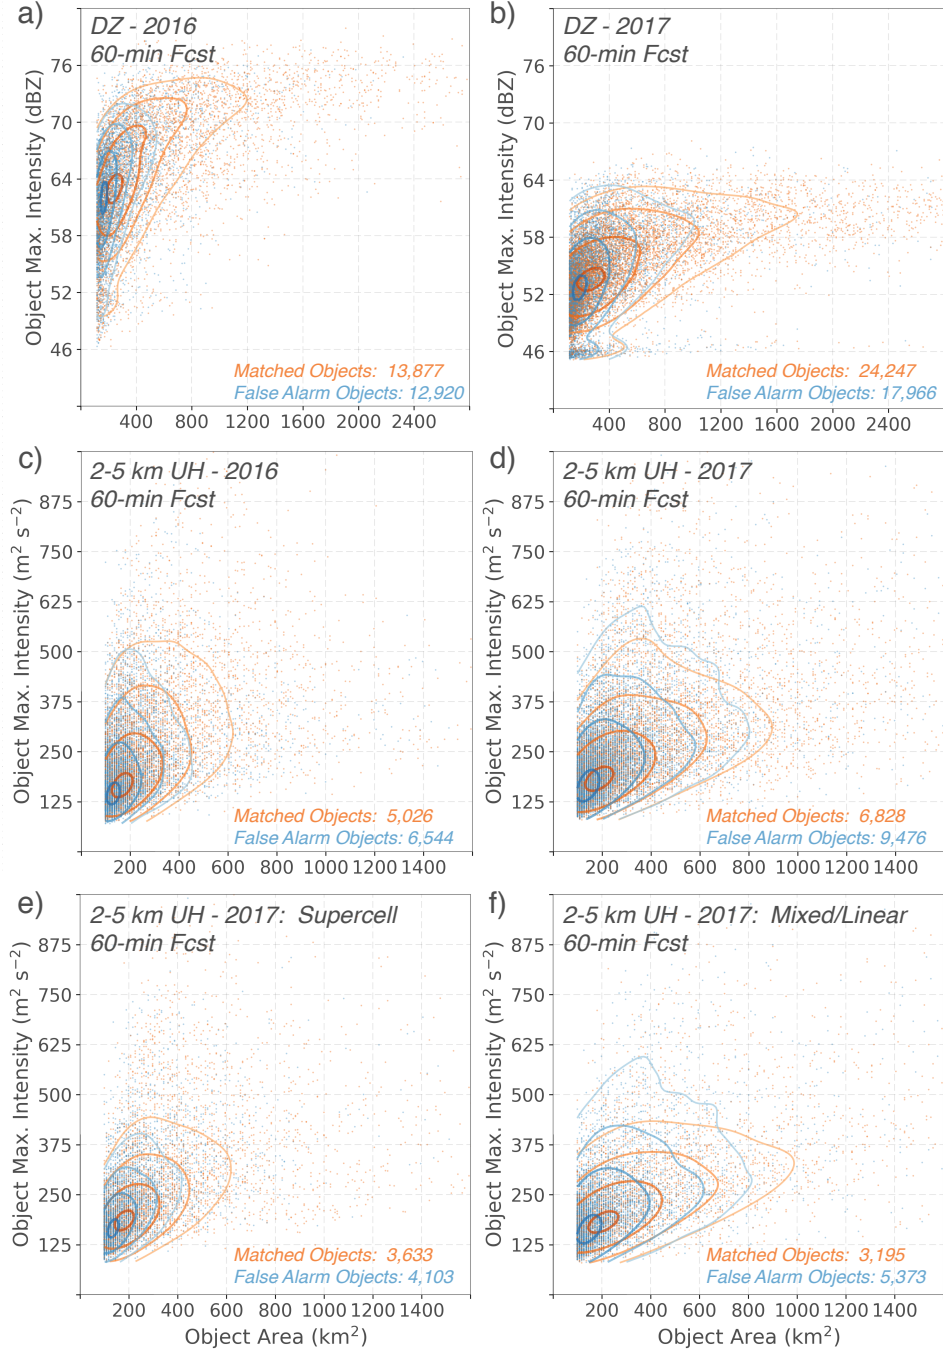 a)
DZ - 2016
60-min Fcst
Object Max. Intensity (dBZ)
76
70
64
58
52
46
Matched Objects: 13,877
False Alarm Objects: 12,920
400 800 1200 1600 2000 2400
b)
DZ - 2017
60-min Fcst
Object Max. Intensity (dBZ)
76
70
64
58
52
46
Matched Objects: 24,247
False Alarm Objects: 17,966
400 800 1200 1600 2000 2400
c)
2-5 km UH - 2016
60-min Fcst
Object Max. Intensity (m² s⁻²)
875
750
625
500
375
250
125
Matched Objects: 5,026
False Alarm Objects: 6,544
200 400 600 800 1000 1200 1400
d)
2-5 km UH - 2017
60-min Fcst
Object Max. Intensity (m² s⁻²)
875
750
625
500
375
250
125
Matched Objects: 6,828
False Alarm Objects: 9,476
200 400 600 800 1000 1200 1400
e)
2-5 km UH - 2017: Supercell
60-min Fcst
Object Max. Intensity (m² s⁻²)
875
750
625
500
375
250
125
Matched Objects: 3,633
False Alarm Objects: 4,103
200 400 600 800 1000 1200 1400
Object Area (km²)
f)
2-5 km UH - 2017: Mixed/Linear
60-min Fcst
Object Max. Intensity (m² s⁻²)
875
750
625
500
375
250
125
Matched Objects: 3,195
False Alarm Objects: 5,373
200 400 600 800 1000 1200 1400
Object Area (km²)